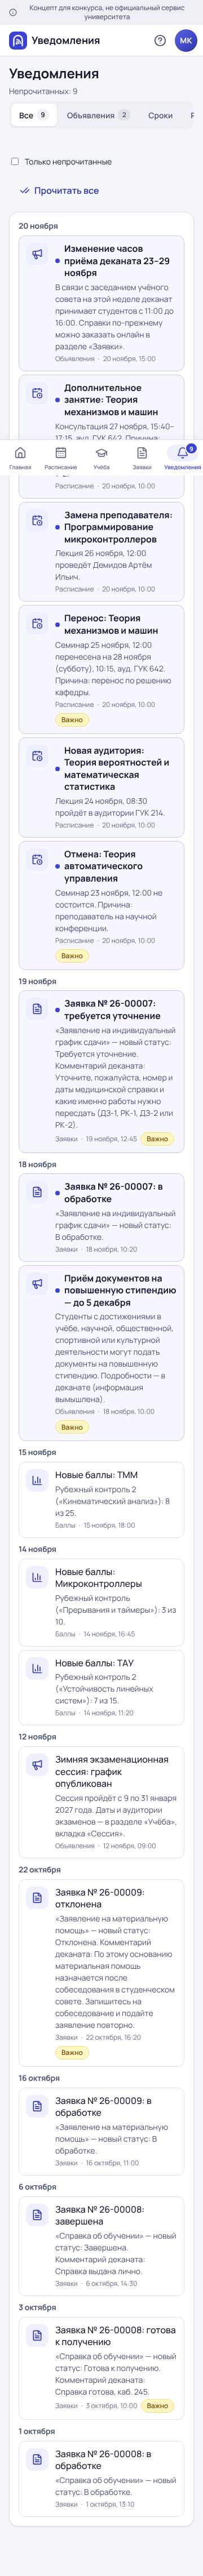 Концепт для конкурса, не официальный сервис
университета
Уведомления
МК
Уведомления
Непрочитанных: 9
Все 9
Объявления 2
Сроки
Только непрочитанные
Прочитать все
20 ноября
Изменение часов
приёма деканата 23–29
ноября
В связи с заседанием учёного
совета на этой неделе деканат
принимает студентов с 11:00 до
16:00. Справки по-прежнему
можно заказать онлайн в
разделе «Заявки».
Объявления · 20 ноября, 15:00
Дополнительное
занятие: Теория
механизмов и машин
Консультация 27 ноября, 15:40–
17:15, ауд. ГУК 642. Причина:
Главная
Расписание
Учёба
Заявки
Уведомления
9
Расписание · 20 ноября, 10:00
Замена преподавателя:
Программирование
микроконтроллеров
Лекция 26 ноября, 12:00
проведёт Демидов Артём
Ильич.
Расписание · 20 ноября, 10:00
Перенос: Теория
механизмов и машин
Семинар 25 ноября, 12:00
перенесена на 28 ноября
(суббота), 10:15, ауд. ГУК 642.
Причина: перенос по решению
кафедры.
Расписание · 20 ноября, 10:00
Важно
Новая аудитория:
Теория вероятностей и
математическая
статистика
Лекция 24 ноября, 08:30
пройдёт в аудитории ГУК 214.
Расписание · 20 ноября, 10:00
Отмена: Теория
автоматического
управления
Семинар 23 ноября, 12:00 не
состоится. Причина:
преподаватель на научной
конференции.
Расписание · 20 ноября, 10:00
Важно
19 ноября
Заявка № 26-00007:
требуется уточнение
«Заявление на индивидуальный
график сдачи» — новый статус:
Требуется уточнение.
Комментарий деканата:
Уточните, пожалуйста, номер и
даты медицинской справки и
какие именно работы нужно
пересдать (ДЗ-1, РК-1, ДЗ-2 или
РК-2).
Заявки · 19 ноября, 12:45 Важно
18 ноября
Заявка № 26-00007: в
обработке
«Заявление на индивидуальный
график сдачи» — новый статус:
В обработке.
Заявки · 18 ноября, 10:20
Приём документов на
повышенную стипендию
— до 5 декабря
Студенты с достижениями в
учёбе, научной, общественной,
спортивной или культурной
деятельности могут подать
документы на повышенную
стипендию. Подробности — в
деканате (информация
вымышлена).
Объявления · 18 ноября, 10:00
Важно
15 ноября
Новые баллы: ТММ
Рубежный контроль 2
(«Кинематический анализ»): 8
из 25.
Баллы · 15 ноября, 18:00
14 ноября
Новые баллы:
Микроконтроллеры
Рубежный контроль
(«Прерывания и таймеры»): 3 из
10.
Баллы · 14 ноября, 16:45
Новые баллы: ТАУ
Рубежный контроль 2
(«Устойчивость линейных
систем»): 7 из 15.
Баллы · 14 ноября, 11:20
12 ноября
Зимняя экзаменационная
сессия: график
опубликован
Сессия пройдёт с 9 по 31 января
2027 года. Даты и аудитории
экзаменов — в разделе «Учёба»,
вкладка «Сессия».
Объявления · 12 ноября, 09:00
22 октября
Заявка № 26-00009:
отклонена
«Заявление на материальную
помощь» — новый статус:
Отклонена. Комментарий
деканата: По этому основанию
материальная помощь
назначается после
собеседования в студенческом
совете. Запишитесь на
собеседование и подайте
заявление повторно.
Заявки · 22 октября, 16:20
Важно
16 октября
Заявка № 26-00009: в
обработке
«Заявление на материальную
помощь» — новый статус: В
обработке.
Заявки · 16 октября, 11:00
6 октября
Заявка № 26-00008:
завершена
«Справка об обучении» — новый
статус: Завершена.
Комментарий деканата:
Справка выдана лично.
Заявки · 6 октября, 14:30
3 октября
Заявка № 26-00008: готова
к получению
«Справка об обучении» — новый
статус: Готова к получению.
Комментарий деканата:
Справка готова, каб. 245.
Заявки · 3 октября, 10:00 Важно
1 октября
Заявка № 26-00008: в
обработке
«Справка об обучении» — новый
статус: В обработке.
Заявки · 1 октября, 13:10